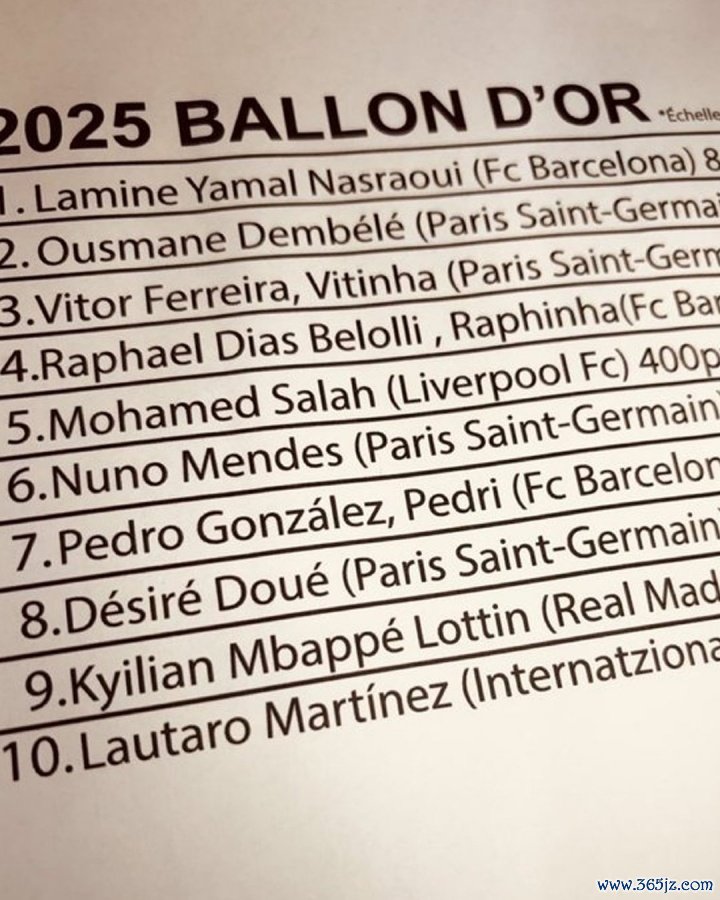 2025 BALLON D'OR *Échelle
1. Lamine Yamal Nasraoui (Fc Barcelona) 8
2. Ousmane Dembélé (Paris Saint-Germai
3.Vitor Ferreira, Vitinha (Paris Saint-Germ
4.Raphael Dias Belolli , Raphinha(Fc Bar
5.Mohamed Salah (Liverpool Fc) 400p
6.Nuno Mendes (Paris Saint-Germain)
7.Pedro González, Pedri (Fc Barcelon
8.Désiré Doué (Paris Saint-Germain)
9.Kyilian Mbappé Lottin (Real Mad
10.Lautaro Martínez (Internatziona
www.365jz.com